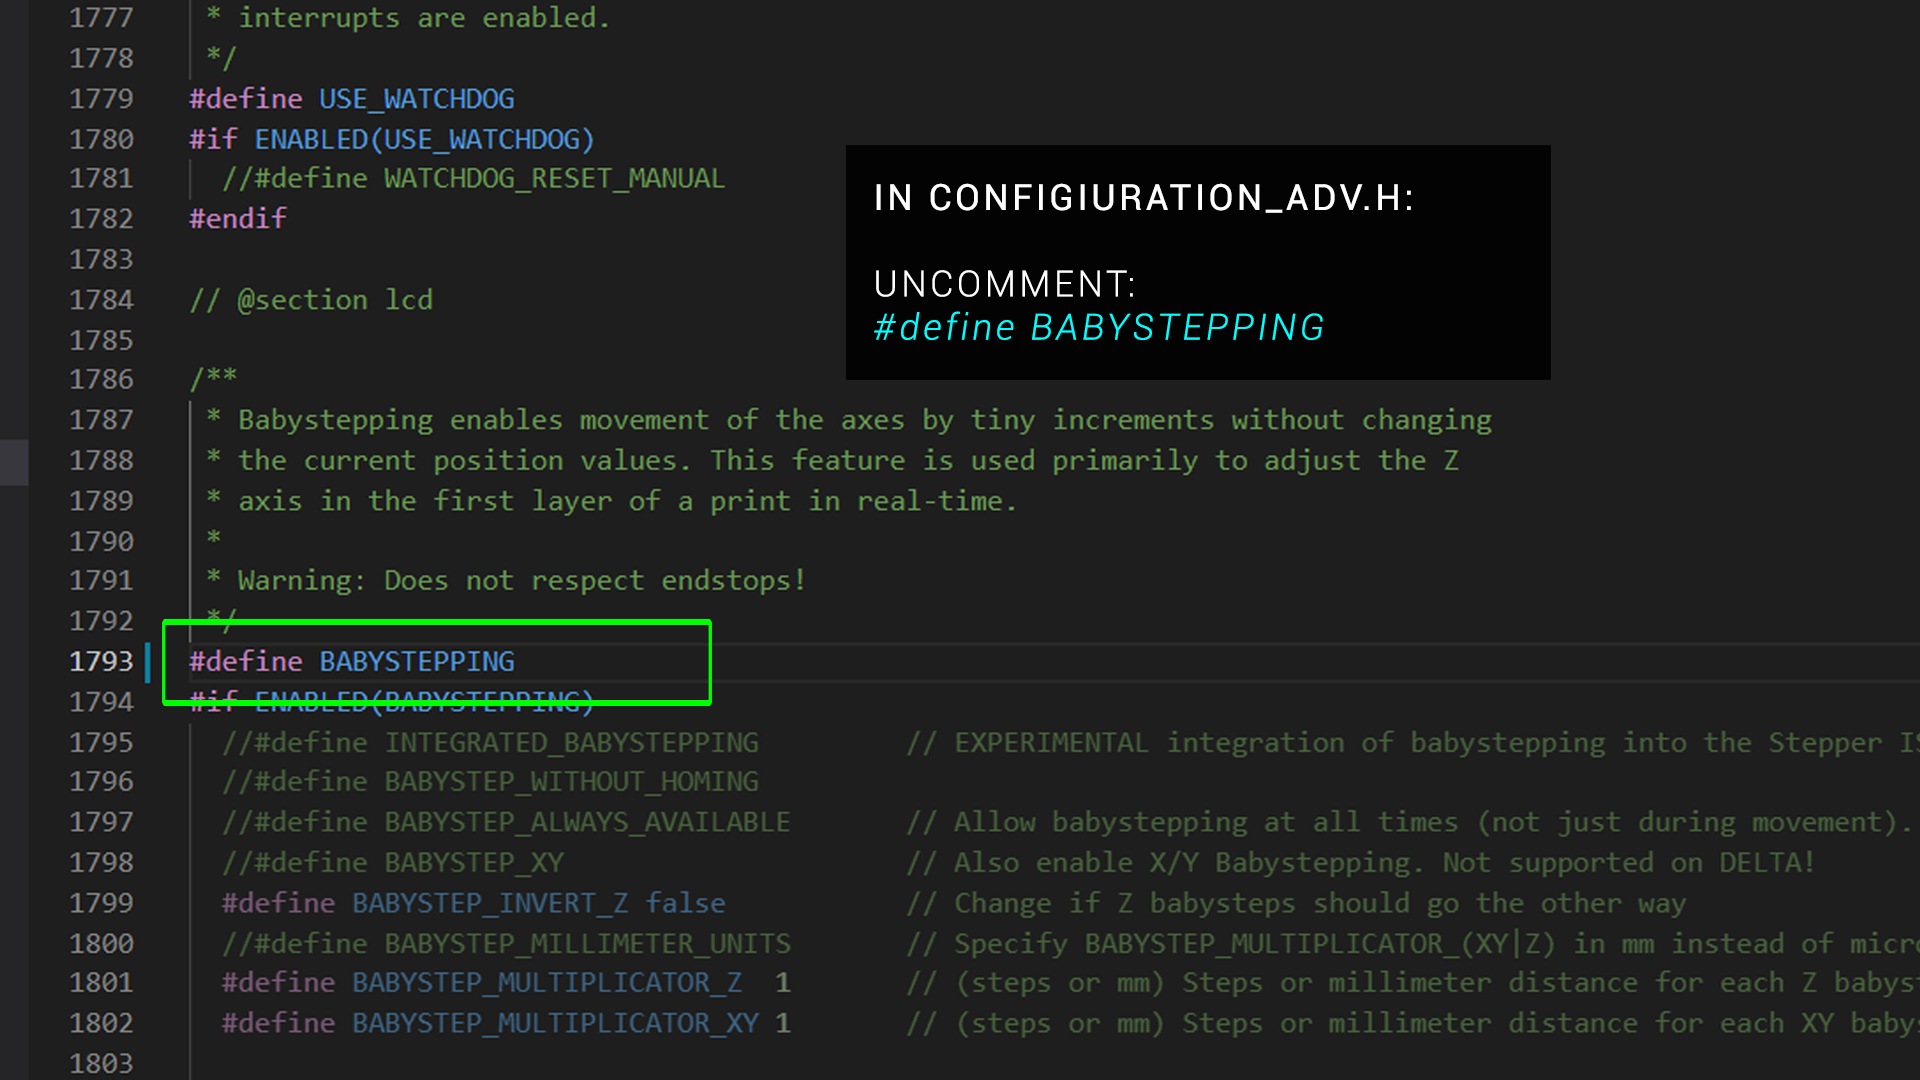 1777 * interrupts are enabled.
1778 */
1779 #define USE_WATCHDOG
1780 #if ENABLED(USE_WATCHDOG)
1781 //#define WATCHDOG_RESET_MANUAL
1782 #endif
1783
1784 // @section lcd
1785
1786 /**
1787 * Babystepping enables movement of the axes by tiny increments without changing
1788 * the current position values. This feature is used primarily to adjust the Z
1789 * axis in the first layer of a print in real-time.
1790 *
1791 * Warning: Does not respect endstops!
1792 */
1793 #define BABYSTEPPING
1794 #if ENABLED(BABYSTEPPING)
1795 //#define INTEGRATED_BABYSTEPPING // EXPERIMENTAL integration of babystepping into the Stepper IS
1796 //#define BABYSTEP_WITHOUT_HOMING
1797 //#define BABYSTEP_ALWAYS_AVAILABLE // Allow babystepping at all times (not just during movement).
1798 //#define BABYSTEP_XY // Also enable X/Y Babystepping. Not supported on DELTA!
1799 #define BABYSTEP_INVERT_Z false // Change if Z babysteps should go the other way
1800 //#define BABYSTEP_MILLIMETER_UNITS // Specify BABYSTEP_MULTIPLICATOR_(XY|Z) in mm instead of micro
1801 #define BABYSTEP_MULTIPLICATOR_Z 1 // (steps or mm) Steps or millimeter distance for each Z babyst
1802 #define BABYSTEP_MULTIPLICATOR_XY 1 // (steps or mm) Steps or millimeter distance for each XY babys
1803
IN CONFIGIURATION_ADV.H:
UNCOMMENT:
#define BABYSTEPPING